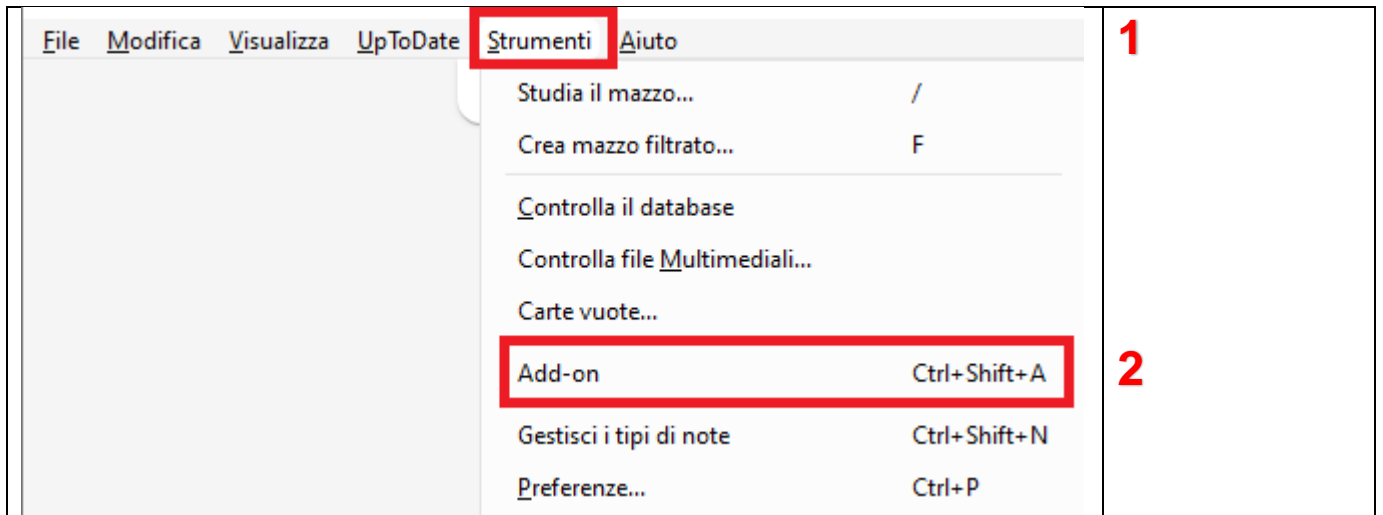 File Modifica Visualizza UpToDate Strumenti Aiuto 1
Studia il mazzo... /
Crea mazzo filtrato... F
Controlla il database
Controlla file Multimediali...
Carte vuote...
Add-on Ctrl+Shift+A 2
Gestisci i tipi di note Ctrl+Shift+N
Preferenze... Ctrl+P